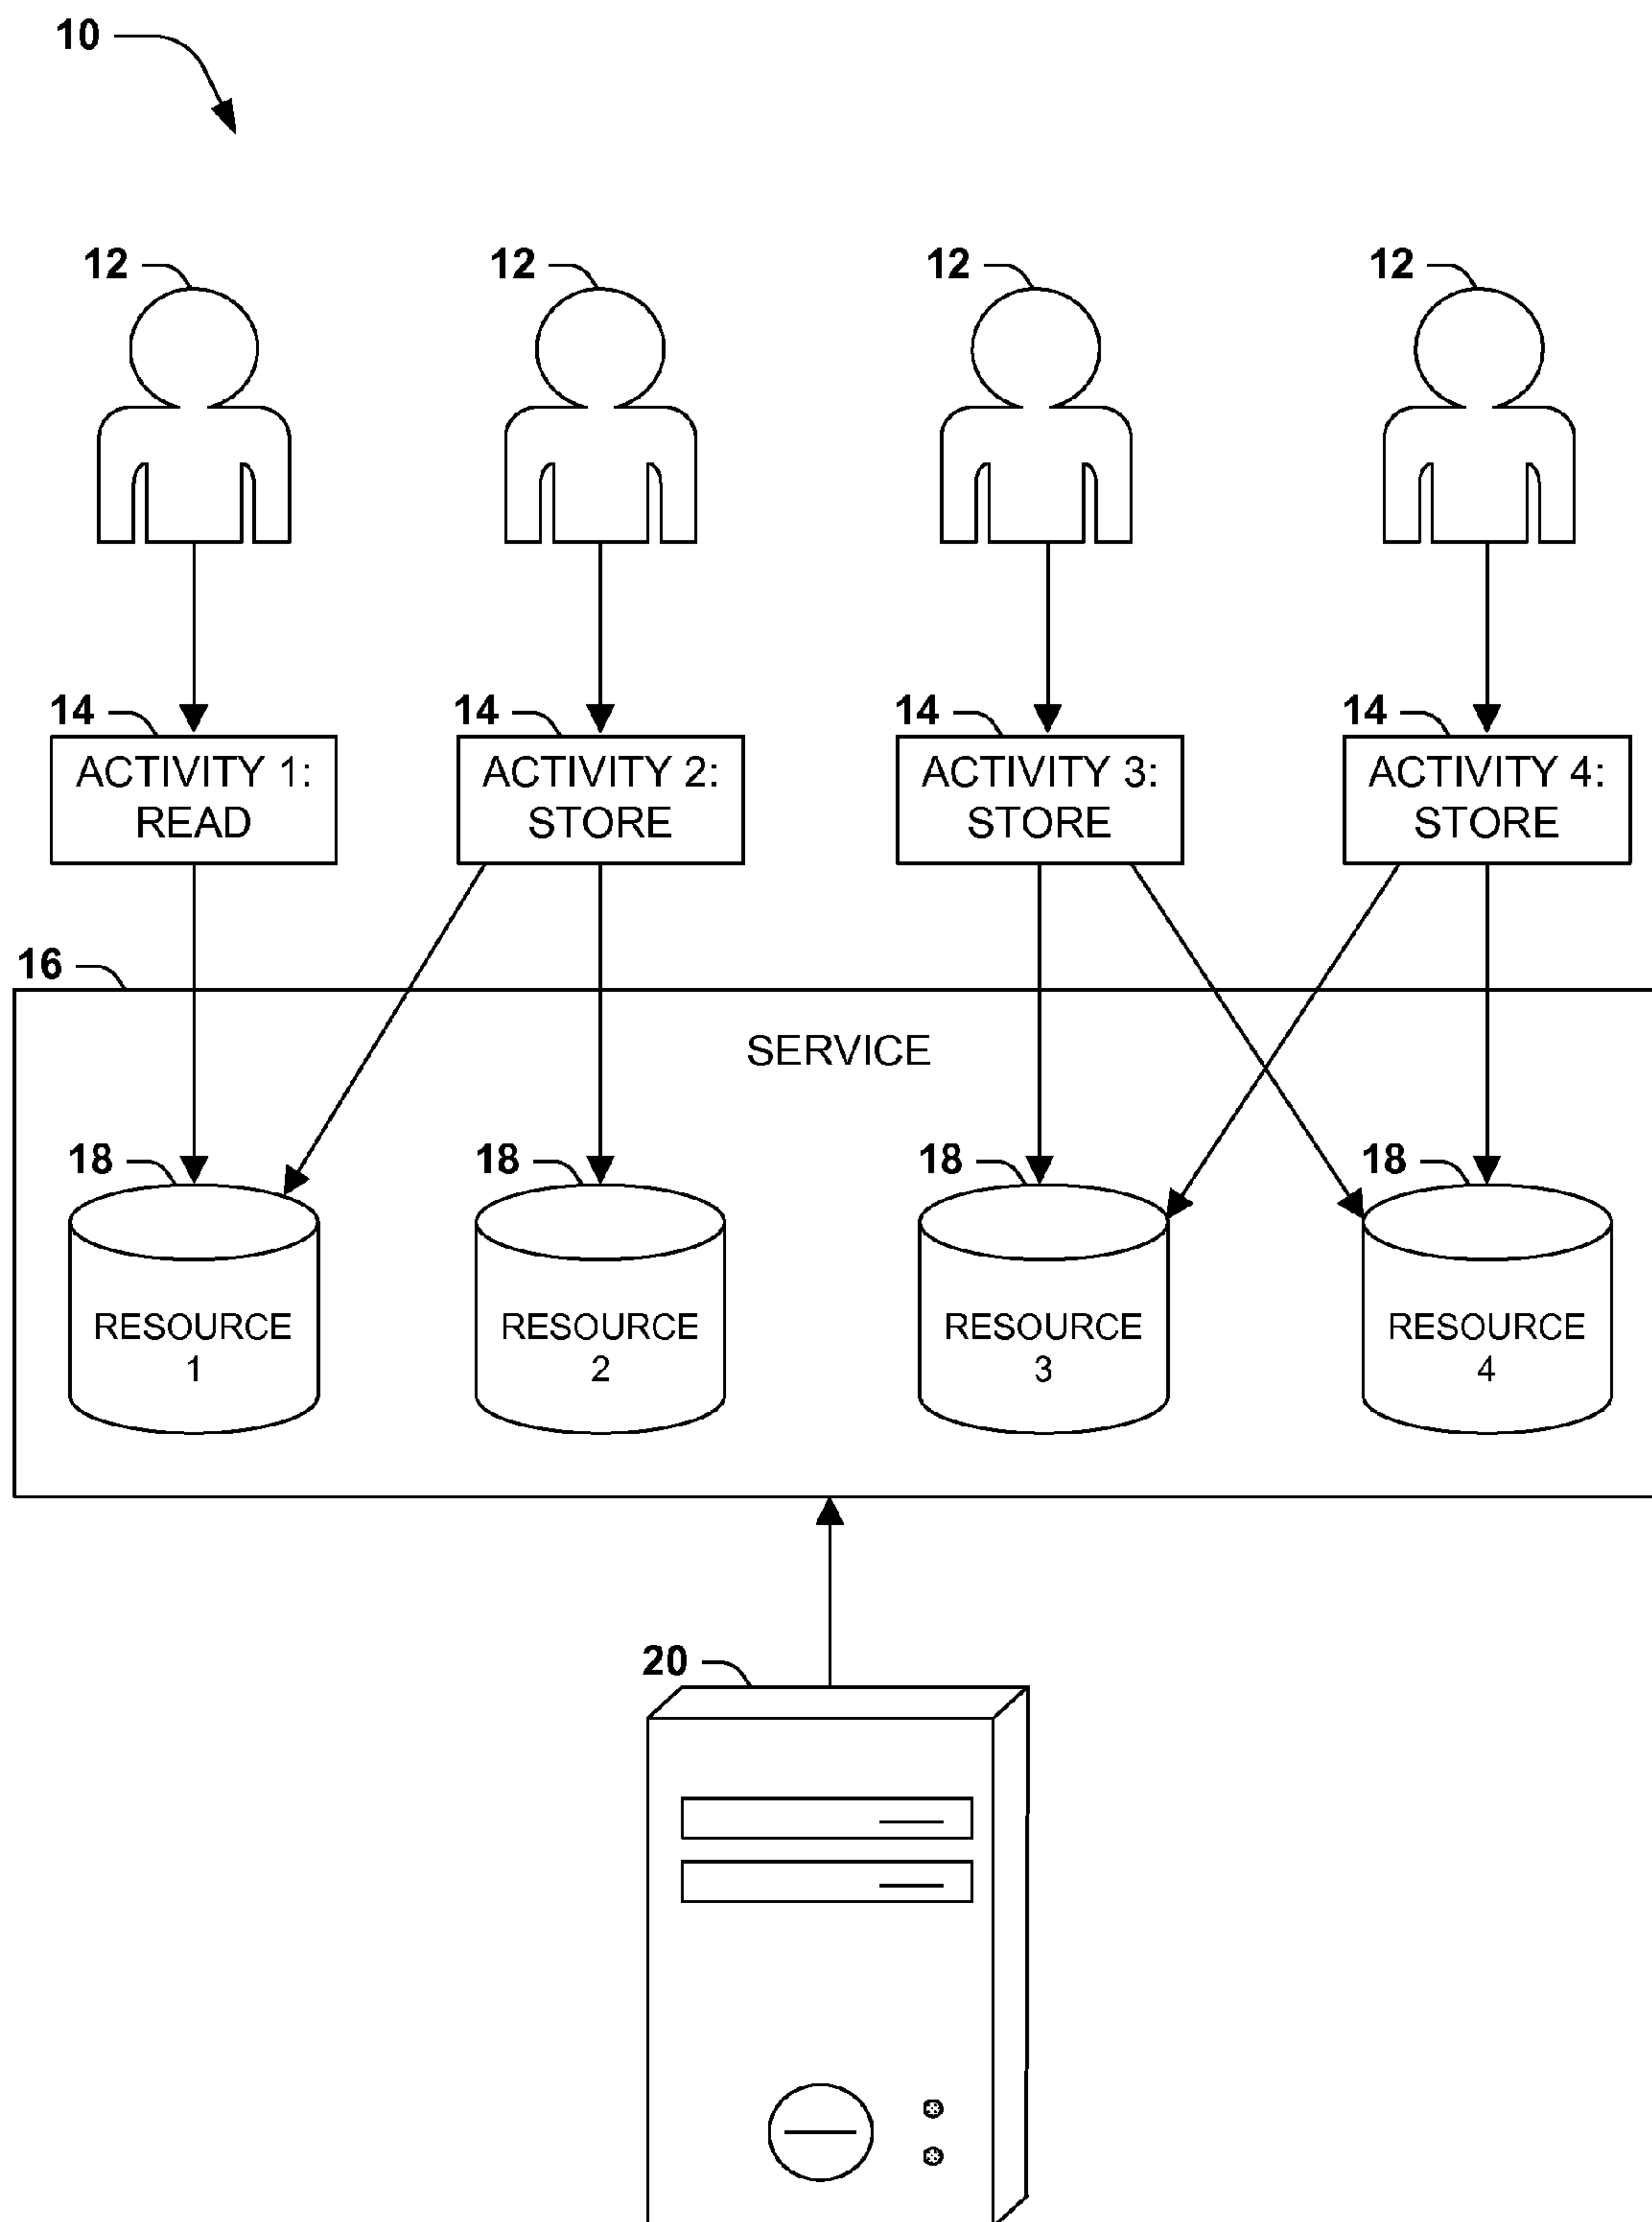 10
12 12 12 12
14 14 14 14
ACTIVITY 1: ACTIVITY 2: ACTIVITY 3: ACTIVITY 4:
READ STORE STORE STORE
16
SERVICE
18 18 18 18
RESOURCE RESOURCE RESOURCE RESOURCE
1 2 3 4
20